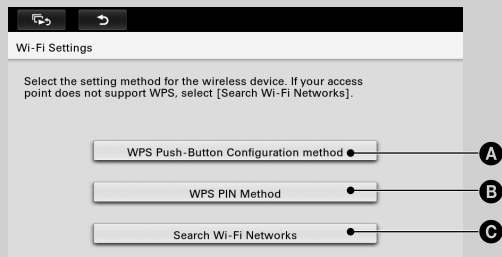 Wi-Fi Settings
Select the setting method for the wireless device. If your access
point does not support WPS, select [Search Wi-Fi Networks].
WPS Push-Button Configuration method A
WPS PIN Method B
Search Wi-Fi Networks C